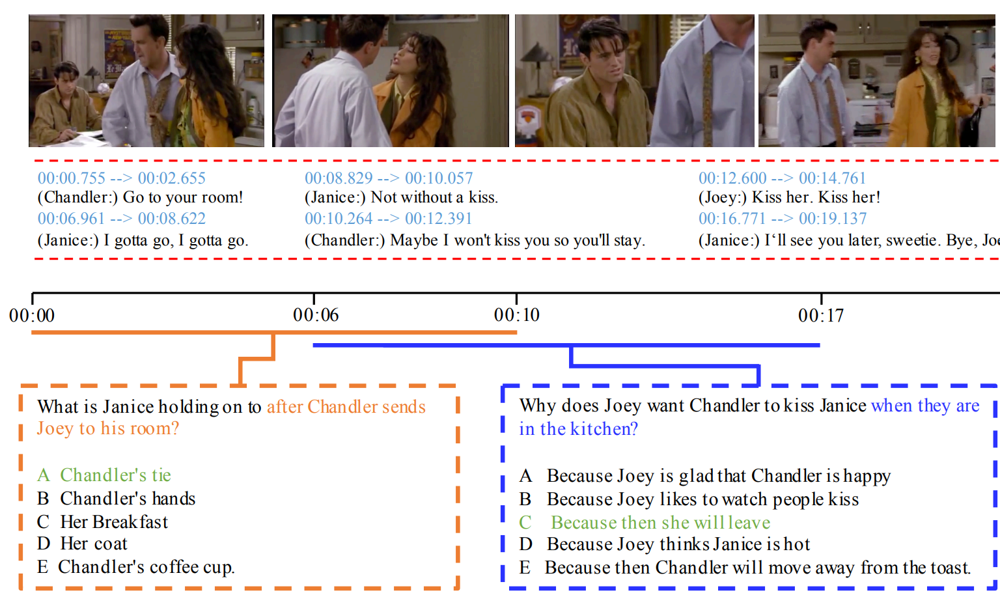 00:00.755 --> 00:02.655
(Chandler:) Go to your room!
00:06.961 --> 00:08.622
(Janice:) I gotta go, I gotta go.
00:08.829 --> 00:10.057
(Janice:) Not without a kiss.
00:10.264 --> 00:12.391
(Chandler:) Maybe I won't kiss you so you'll stay.
00:12.600 --> 00:14.761
(Joey:) Kiss her. Kiss her!
00:16.771 --> 00:19.137
(Janice:) I‘ll see you later, sweetie. Bye,
00:00
00:06
00:10
00:17
What is Janice holding on to after Chandler sends
Joey to his room?
A Chandler's tie
B Chandler's hands
C Her Breakfast
D Her coat
E Chandler's coffee cup.
Why does Joey want Chandler to kiss Janice when they are
in the kitchen?
A Because Joey is glad that Chandler is happy
B Because Joey likes to watch people kiss
C Because then she will leave
D Because Joey thinks Janice is hot
E Because then Chandler will move away from the toast.